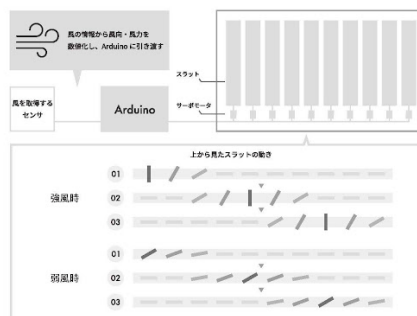 風の情報から風向・風力を
数値化し、Arduinoに引き渡す
スラット
風を取得する
センサ
Arduino
サーボモータ
上から見たスラットの動き
強風時
01
02
03
弱風時
01
02
03